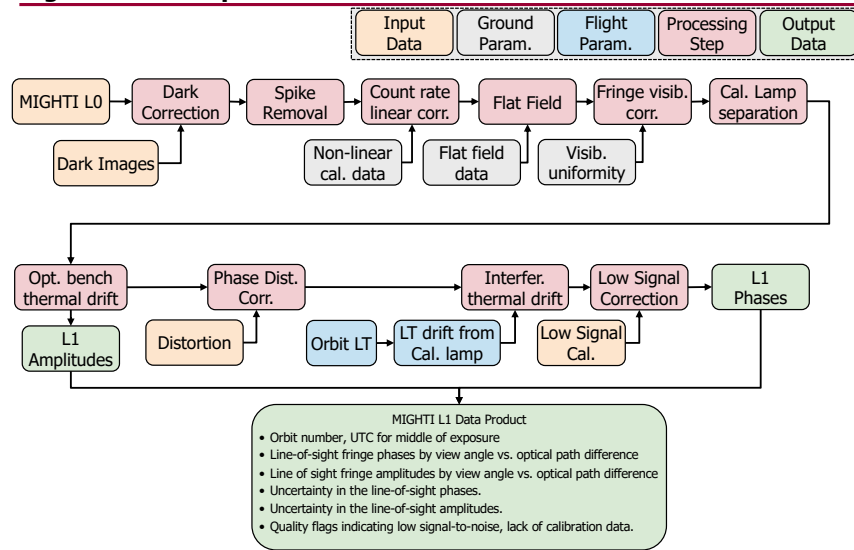 Input
Data
Ground
Param.
Flight
Param.
Processing
Step
Output
Data
MIGHTI L0
Dark
Correction
Spike
Removal
Count rate
linear corr.
Flat Field
Fringe visib.
corr.
Cal. Lamp
separation
Dark Images
Non-linear
cal. data
Flat field
data
Visib.
uniformity
Opt. bench
thermal drift
Phase Dist.
Corr.
Interfer.
thermal drift
Low Signal
Correction
L1
Phases
L1
Amplitudes
Distortion
Orbit LT
LT drift from
Cal. lamp
Low Signal
Cal.
MIGHTI L1 Data Product
• Orbit number, UTC for middle of exposure
• Line-of-sight fringe phases by view angle vs. optical path difference
• Line of sight fringe amplitudes by view angle vs. optical path difference
• Uncertainty in the line-of-sight phases.
• Uncertainty in the line-of-sight amplitudes.
• Quality flags indicating low signal-to-noise, lack of calibration data.